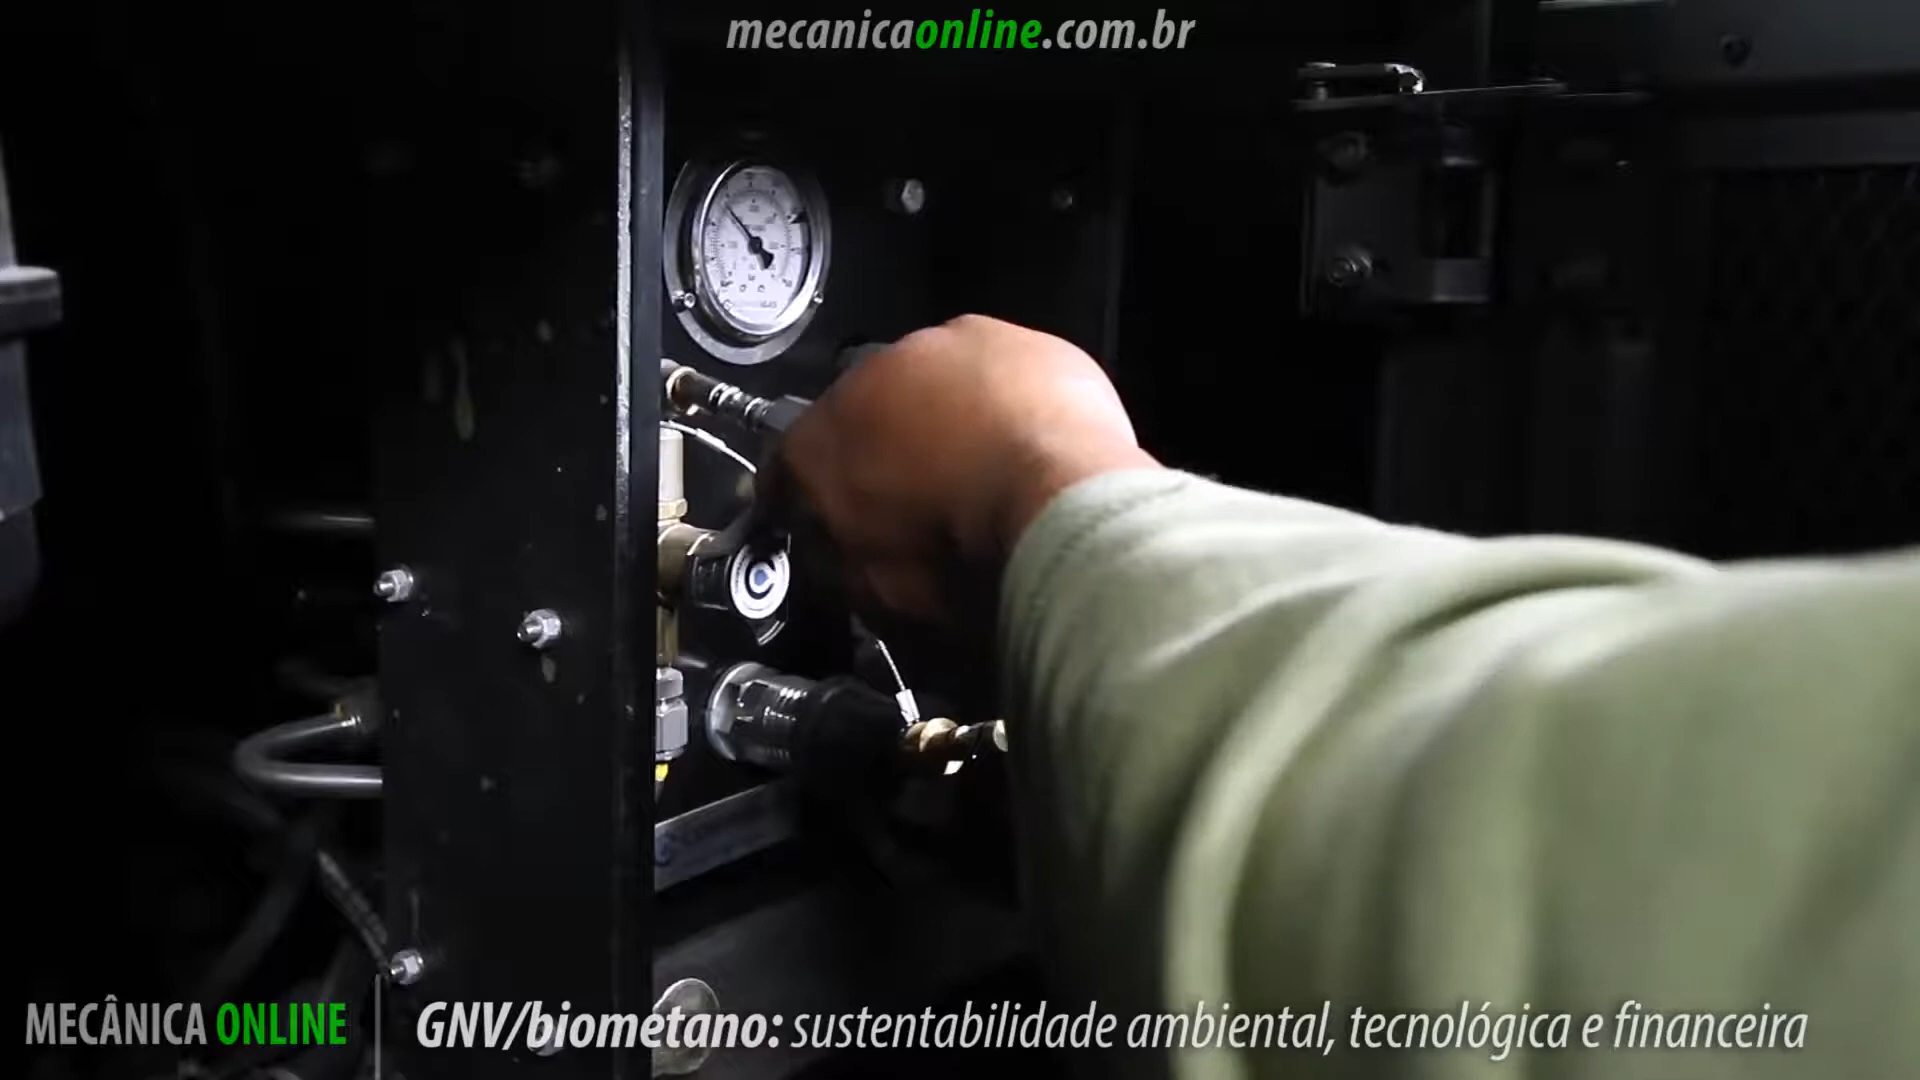 mecanicaonline.com.br
MECÂNICA ONLINE
GNV/biometano: sustentabilidade ambiental, tecnológica e financeira